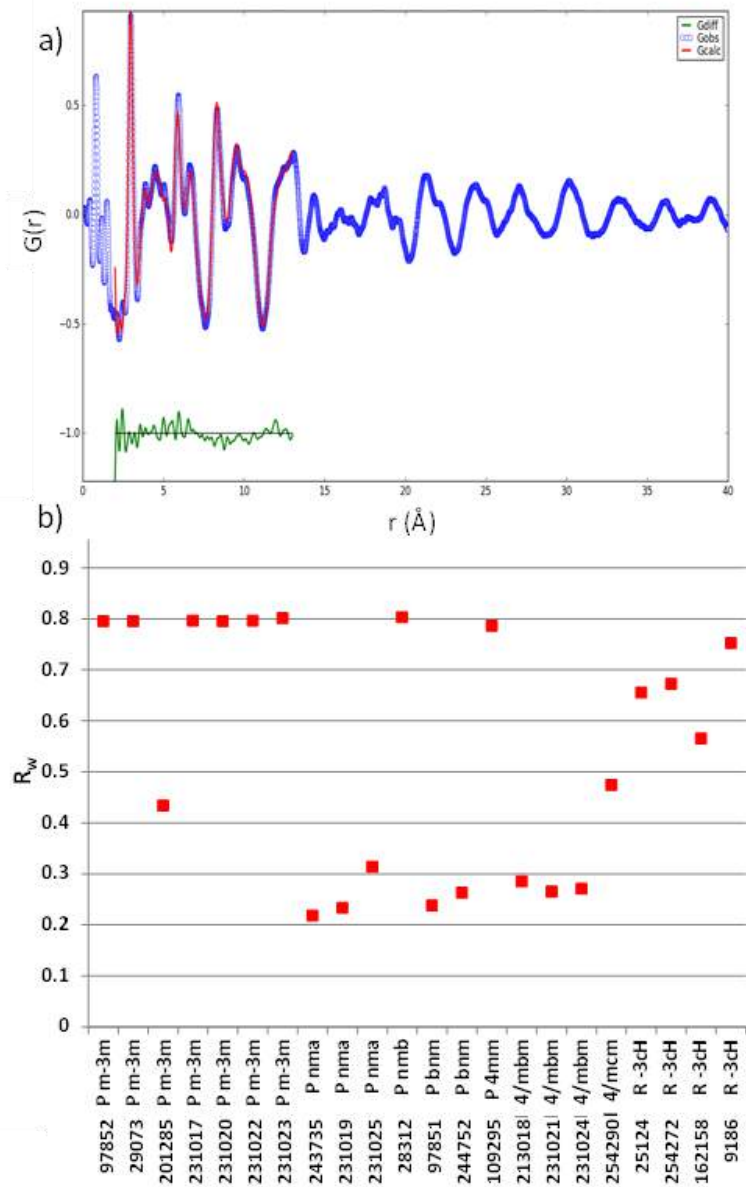 a)
Gdiff
Gobs
Gcalc
G(r)
0.5
0.0
−0.5
−1.0
0 5 10 15 20 25 30 35 40
r (Å)
b)
Rw
0.9
0.8
0.7
0.6
0.5
0.4
0.3
0.2
0.1
0
97852 P m-3m
29073 P m-3m
201285 P m-3m
231017 P m-3m
231020 P m-3m
231022 P m-3m
231023 P m-3m
243735 P nma
231019 P nma
231025 P nma
28312 P nmb
97851 P bnm
244752 P bnm
109295 P 4mm
213018 I 4/mbm
231021 I 4/mbm
231024 I 4/mbm
254290 I 4/mcm
25124 R -3cH
254272 R -3cH
162158 R -3cH
9186 R -3cH